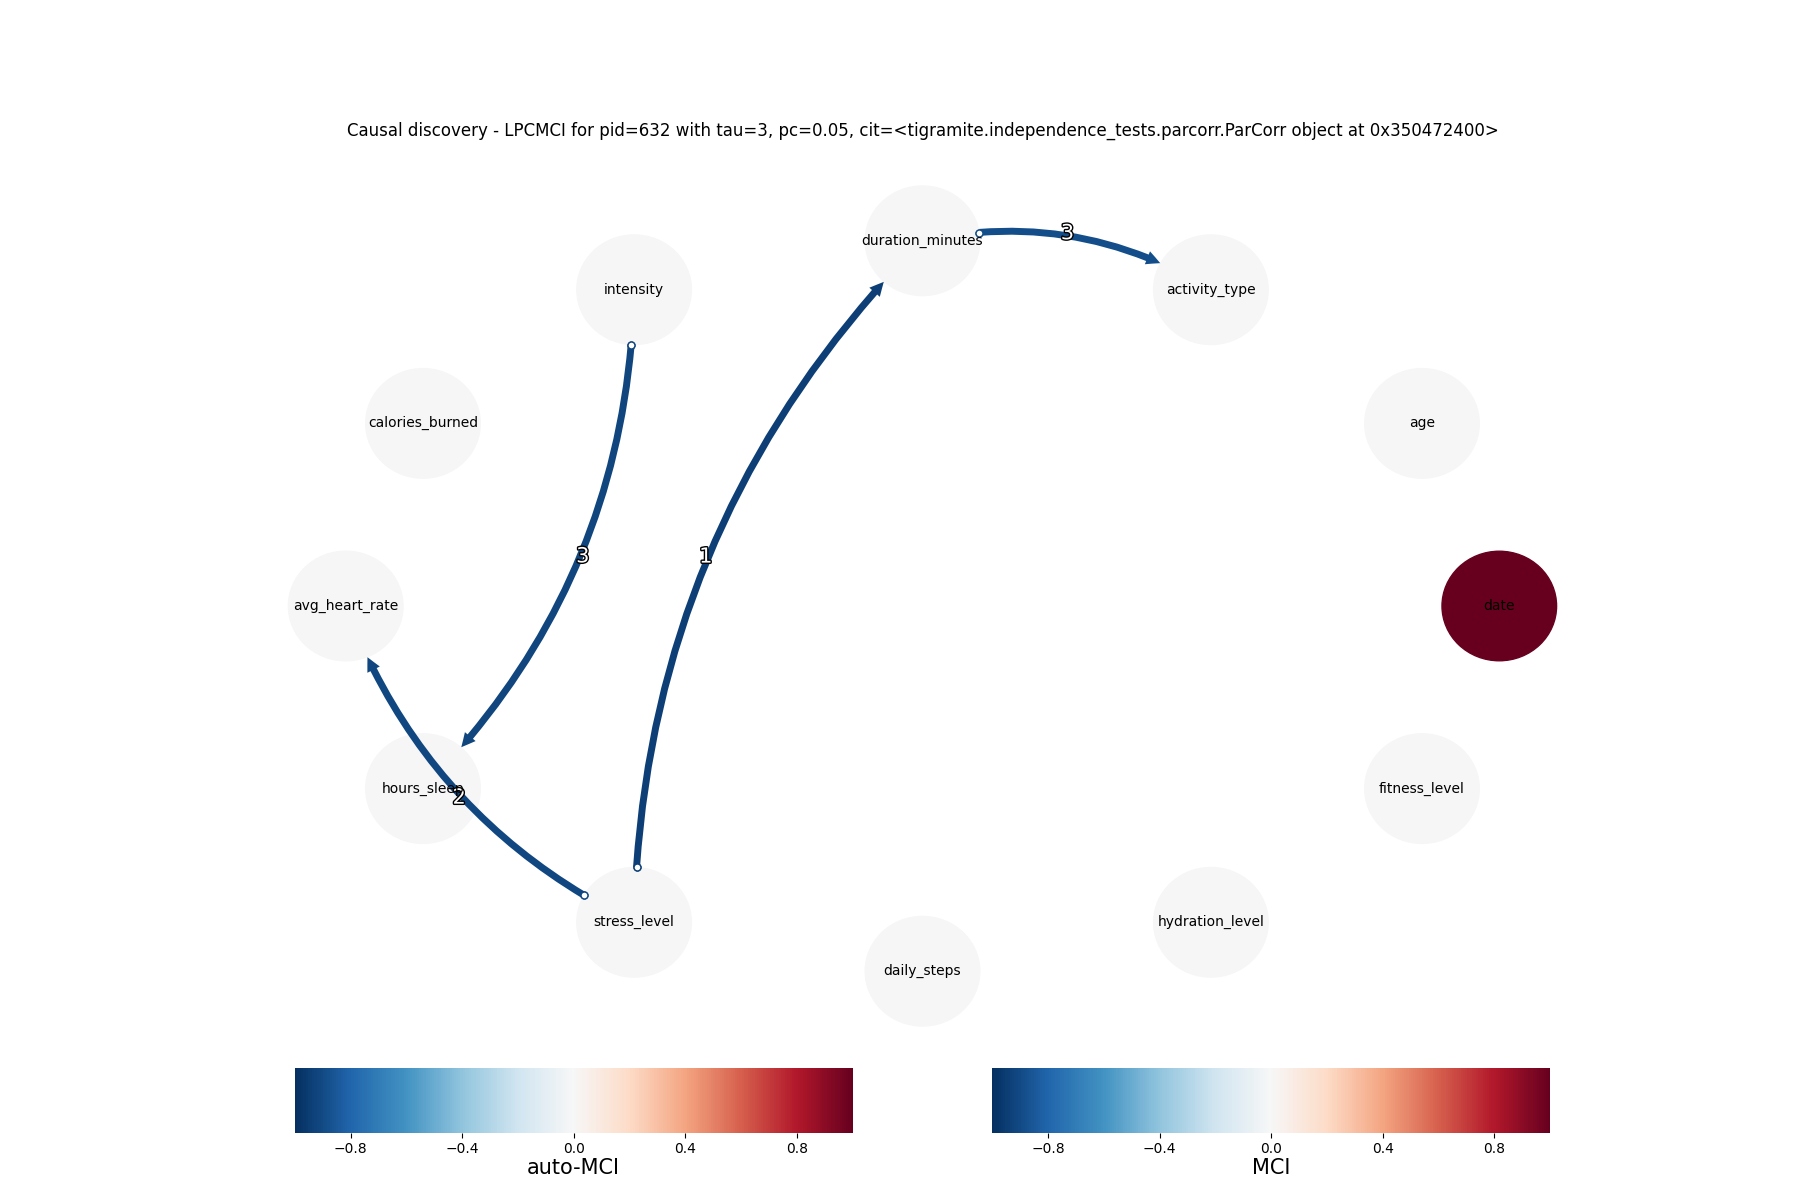 Causal discovery - LPCMCI for pid=632 with tau=3, pc=0.05, cit=<tigramite.independence_tests.parcorr.ParCorr object at 0x350472400>
duration_minutes
3
intensity
activity_type
calories_burned
age
3
1
avg_heart_rate
date
hours_sleep
2
fitness_level
stress_level
hydration_level
daily_steps
−0.8 −0.4 0.0 0.4 0.8
auto-MCI
−0.8 −0.4 0.0 0.4 0.8
MCI